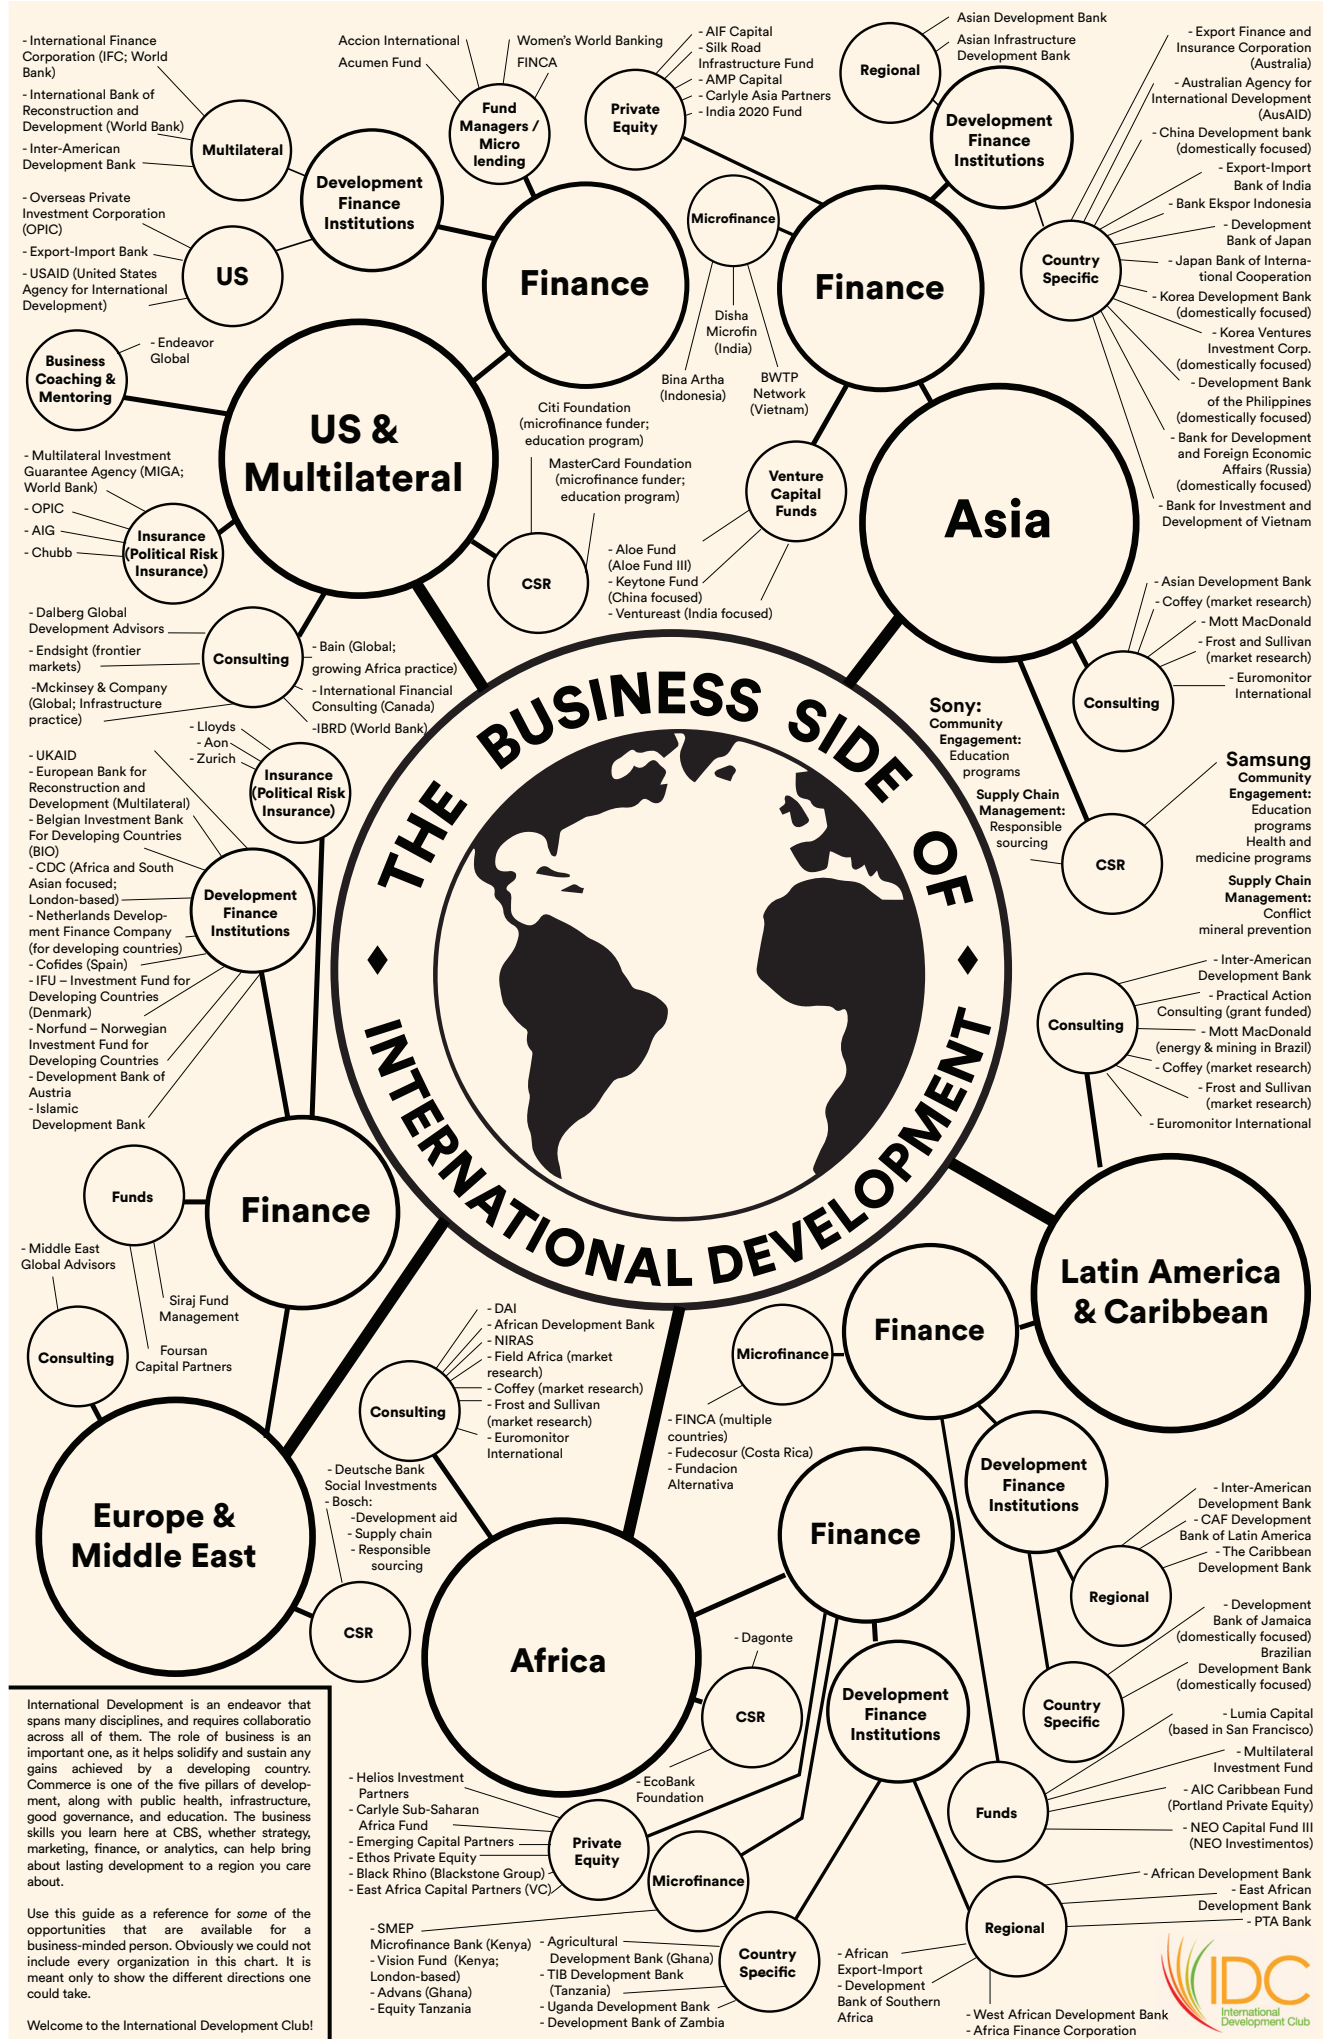 - International Finance
Corporation (IFC; World
Bank)
- International Bank of
Reconstruction and
Development (World Bank)
- Inter-American
Development Bank
Multilateral
- Overseas Private
Investment Corporation
(OPIC)
- Export-Import Bank
- USAID (United States
Agency for International
Development)
US
Development
Finance
Institutions
Accion International
Acumen Fund
Women's World Banking
FINCA
Fund
Managers /
Micro
lending
Finance
Business
Coaching &
Mentoring
- Endeavor
Global
US &
Multilateral
- Multilateral Investment
Guarantee Agency (MIGA;
World Bank)
- OPIC
- AIG
- Chubb
Insurance
(Political Risk
Insurance)
Citi Foundation
(microfinance funder;
education program)
MasterCard Foundation
(microfinance funder;
education program)
CSR
- Dalberg Global
Development Advisors
- Endsight (frontier
markets)
-Mckinsey & Company
(Global; Infrastructure
practice)
Consulting
- Bain (Global;
growing Africa practice)
- International Financial
Consulting (Canada)
-IBRD (World Bank)
- AIF Capital
- Silk Road
Infrastructure Fund
- AMP Capital
- Carlyle Asia Partners
- India 2020 Fund
Private
Equity
Regional
Asian Development Bank
Asian Infrastructure
Development Bank
Development
Finance
Institutions
Microfinance
Disha
Microfin
(India)
Bina Artha
(Indonesia)
BWTP
Network
(Vietnam)
Finance
Country
Specific
- Export Finance and
Insurance Corporation
(Australia)
- Australian Agency for
International Development
(AusAID)
- China Development bank
(domestically focused)
- Export-Import
Bank of India
- Bank Ekspor Indonesia
- Development
Bank of Japan
- Japan Bank of Interna-
tional Cooperation
- Korea Development Bank
(domestically focused)
- Korea Ventures
Investment Corp.
(domestically focused)
- Development Bank
of the Philippines
(domestically focused)
- Bank for Development
and Foreign Economic
Affairs (Russia)
(domestically focused)
- Bank for Investment and
Development of Vietnam
Venture
Capital
Funds
- Aloe Fund
(Aloe Fund III)
- Keytone Fund
(China focused)
- Ventureast (India focused)
Asia
- Asian Development Bank
- Coffey (market research)
- Mott MacDonald
- Frost and Sullivan
(market research)
- Euromonitor
International
Consulting
Sony:
Community
Engagement:
Education
programs
Supply Chain
Management:
Responsible
sourcing
CSR
Samsung
Community
Engagement:
Education
programs
Health and
medicine programs
Supply Chain
Management:
Conflict
mineral prevention
THE BUSINESS SIDE OF
INTERNATIONAL DEVELOPMENT
- Lloyds
- Aon
- Zurich
Insurance
(Political Risk
Insurance)
- UKAID
- European Bank for
Reconstruction and
Development (Multilateral)
- Belgian Investment Bank
For Developing Countries
(BIO)
- CDC (Africa and South
Asian focused;
London-based)
- Netherlands Develop-
ment Finance Company
(for developing countries)
- Cofides (Spain)
- IFU – Investment Fund for
Developing Countries
(Denmark)
- Norfund – Norwegian
Investment Fund for
Developing Countries
- Development Bank of
Austria
- Islamic
Development Bank
Development
Finance
Institutions
Funds
Finance
Siraj Fund
Management
Foursan
Capital Partners
- Middle East
Global Advisors
Consulting
Europe &
Middle East
- Deutsche Bank
Social Investments
- Bosch:
-Development aid
- Supply chain
- Responsible
sourcing
CSR
- Inter-American
Development Bank
- Practical Action
Consulting (grant funded)
- Mott MacDonald
(energy & mining in Brazil)
- Coffey (market research)
- Frost and Sullivan
(market research)
- Euromonitor International
Consulting
Latin America
& Caribbean
Finance
Microfinance
- FINCA (multiple
countries)
- Fudecosur (Costa Rica)
- Fundacion
Alternativa
Development
Finance
Institutions
- Inter-American
Development Bank
- CAF Development
Bank of Latin America
- The Caribbean
Development Bank
Regional
- Development
Bank of Jamaica
(domestically focused)
Brazilian
Development Bank
(domestically focused)
Country
Specific
- Lumia Capital
(based in San Francisco)
- Multilateral
Investment Fund
- AIC Caribbean Fund
(Portland Private Equity)
- NEO Capital Fund III
(NEO Investimentos)
Funds
- DAI
- African Development Bank
- NIRAS
- Field Africa (market
research)
- Coffey (market research)
- Frost and Sullivan
(market research)
- Euromonitor
International
Consulting
Africa
Finance
- Dagonte
CSR
- EcoBank
Foundation
Development
Finance
Institutions
- Helios Investment
Partners
- Carlyle Sub-Saharan
Africa Fund
- Emerging Capital Partners
- Ethos Private Equity
- Black Rhino (Blackstone Group)
- East Africa Capital Partners (VC)
Private
Equity
Microfinance
- SMEP
Microfinance Bank (Kenya)
- Vision Fund (Kenya;
London-based)
- Advans (Ghana)
- Equity Tanzania
- Agricultural
Development Bank (Ghana)
- TIB Development Bank
(Tanzania)
- Uganda Development Bank
- Development Bank of Zambia
Country
Specific
Regional
- African Development Bank
- East African
Development Bank
- PTA Bank
- African
Export-Import
- Development
Bank of Southern
Africa
- West African Development Bank
- Africa Finance Corporation
International Development is an endeavor that
spans many disciplines, and requires collaboratio
across all of them. The role of business is an
important one, as it helps solidify and sustain any
gains achieved by a developing country.
Commerce is one of the five pillars of develop-
ment, along with public health, infrastructure,
good governance, and education. The business
skills you learn here at CBS, whether strategy,
marketing, finance, or analytics, can help bring
about lasting development to a region you care
about.
Use this guide as a reference for some of the
opportunities that are available for a
business-minded person. Obviously we could not
include every organization in this chart. It is
meant only to show the different directions one
could take.
Welcome to the International Development Club!
IDC
International
Development Club